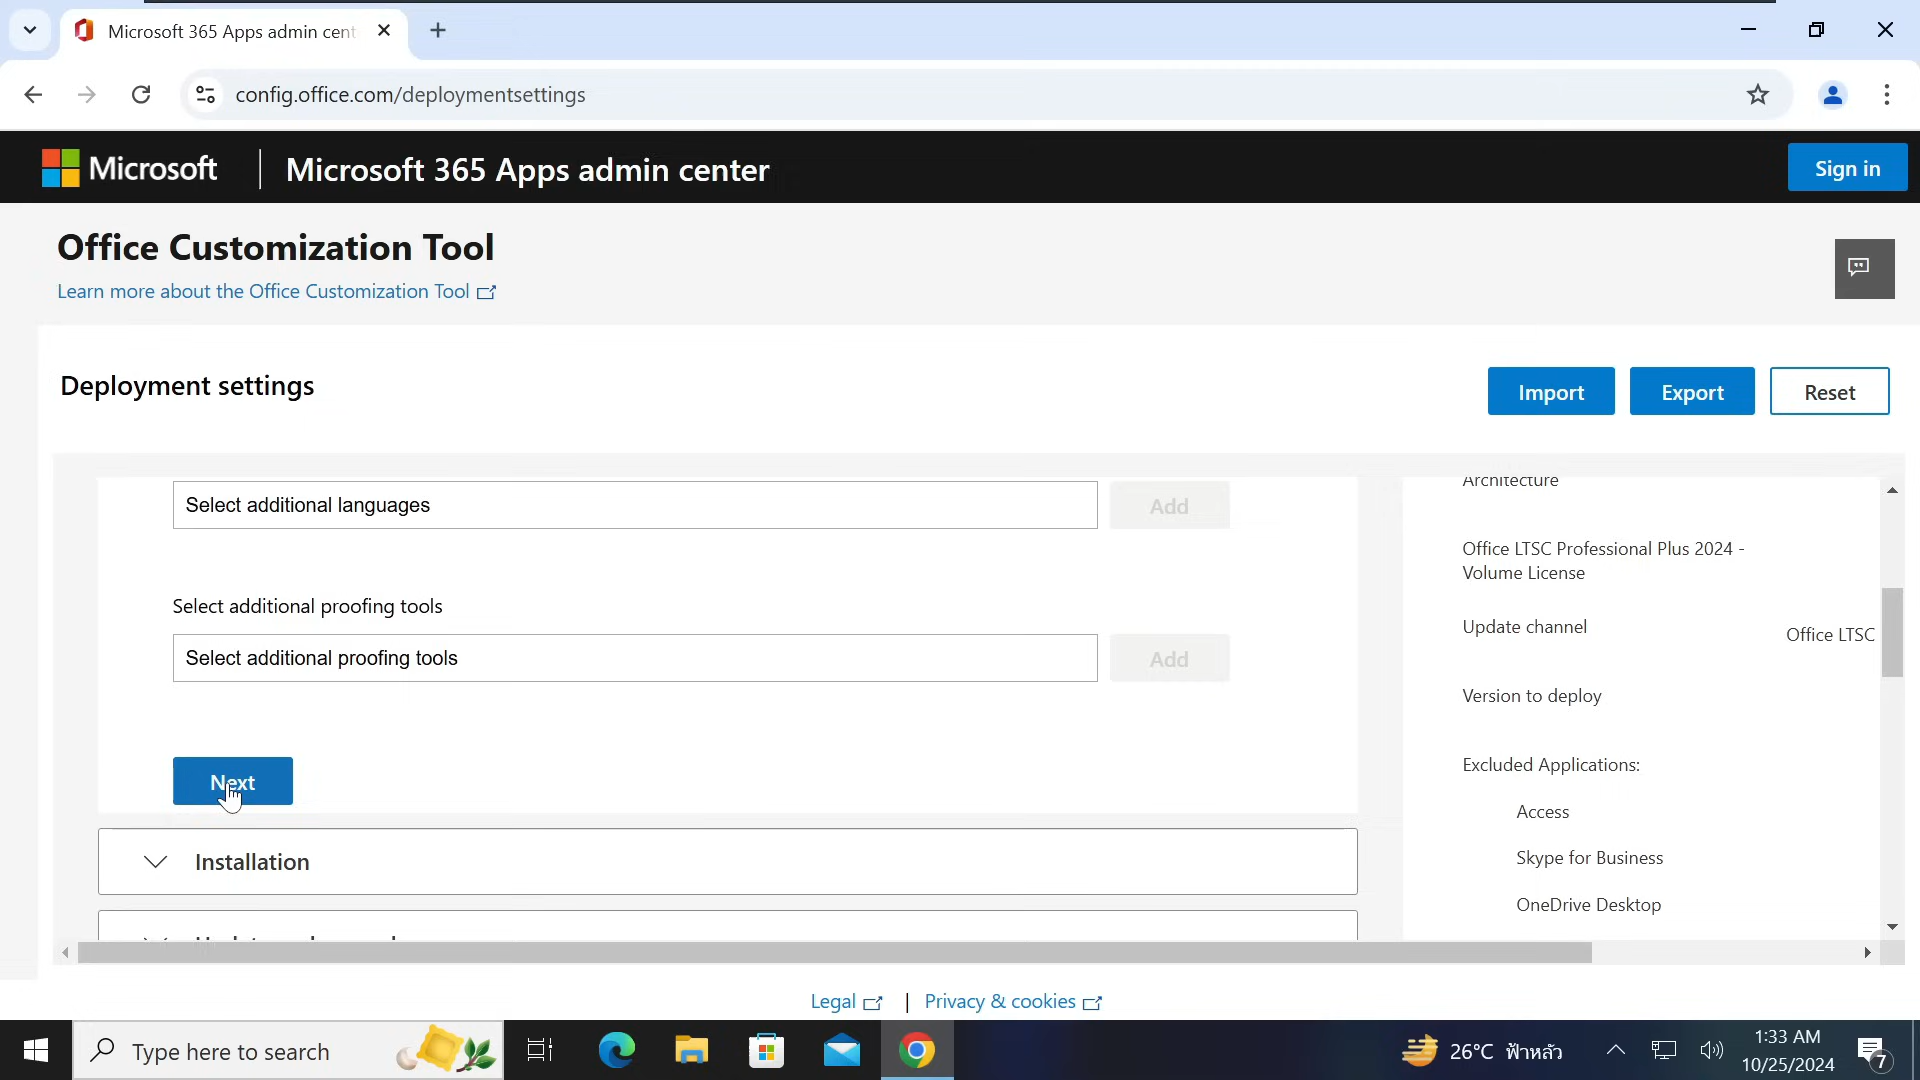 Microsoft 365 Apps admin cent
config.office.com/deploymentsettings
Microsoft
Microsoft 365 Apps admin center
Sign in
Office Customization Tool
Learn more about the Office Customization Tool
Deployment settings
Import
Export
Reset
Select additional languages
Add
Select additional proofing tools
Select additional proofing tools
Add
Next
Installation
Architecture
Office LTSC Professional Plus 2024 -
Volume License
Update channel
Office LTSC
Version to deploy
Excluded Applications:
Access
Skype for Business
OneDrive Desktop
Legal
|
Privacy & cookies
Type here to search
26°C ฟ้าหลัว
1:33 AM
10/25/2024
7